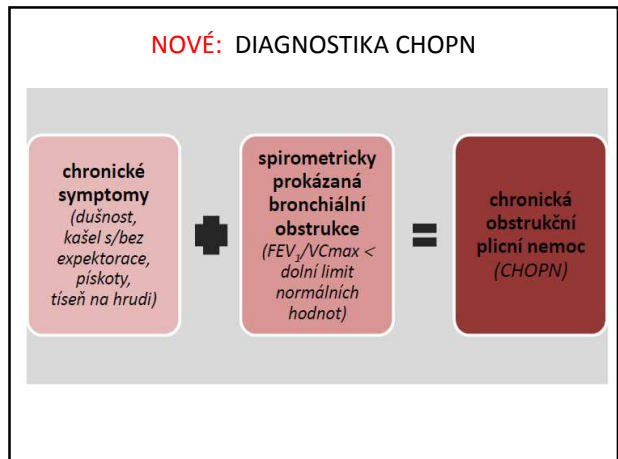 NOVÉ: DIAGNOSTIKA CHOPN
chronické
symptomy
(dušnost,
kašel s/bez
expektorace,
pískoty,
tíseň na hrudi)
spirometricky
prokázaná
bronchiální
obstrukce
(FEV₁/VCmax <
dolní limit
normálních
hodnot)
=
chronická
obstrukční
plicní nemoc
(CHOPN)